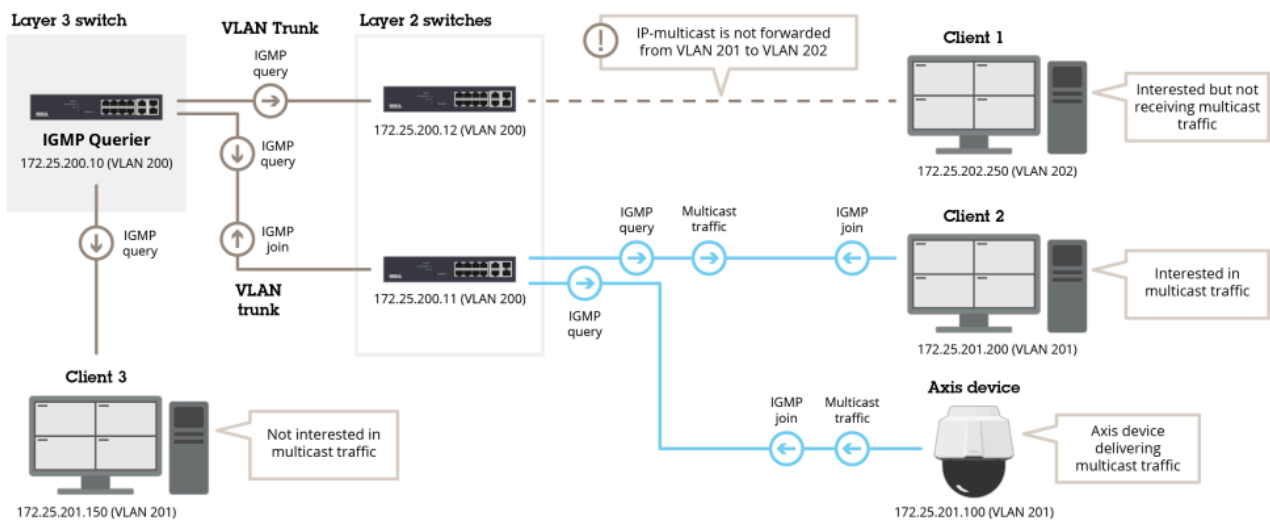 Layer 3 switch
IGMP Querier
172.25.200.10 (VLAN 200)
VLAN Trunk
IGMP
query
IGMP
query
IGMP
join
VLAN
trunk
IGMP
query
Layer 2 switches
172.25.200.12 (VLAN 200)
172.25.200.11 (VLAN 200)
!
IP-multicast is not forwarded
from VLAN 201 to VLAN 202
Client 1
172.25.202.250 (VLAN 202)
Interested but not
receiving multicast
traffic
IGMP
query
Multicast
traffic
IGMP
join
IGMP
query
Client 2
172.25.201.200 (VLAN 201)
Interested in
multicast traffic
Client 3
172.25.201.150 (VLAN 201)
Not interested in
multicast traffic
IGMP
join
Multicast
traffic
Axis device
172.25.201.100 (VLAN 201)
Axis device
delivering
multicast traffic